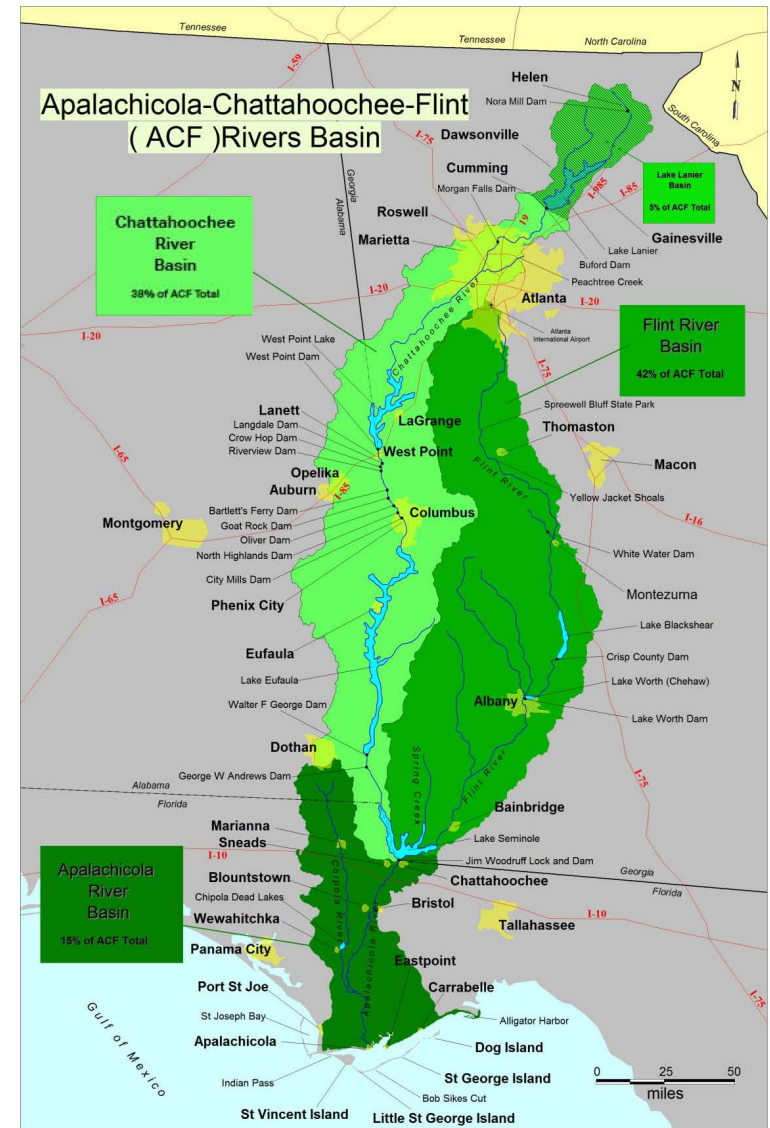 Tennessee
Tennessee
North Carolina
I-59
Helen
N
Nora Mill Dam
South Carolina
Apalachicola-Chattahoochee-Flint
( ACF )Rivers Basin
I-75
Dawsonville
Cumming
Morgan Falls Dam
Georgia
Alabama
Lake Lanier
Basin
5% of ACF Total
I-985
I-85
Chattahoochee
River
Basin
38% of ACF Total
Roswell
Marietta
19
Gainesville
Lake Lanier
Buford Dam
Peachtree Creek
I-20
Atlanta
I-20
I-20
Chattahoochee River
Atlanta
International Airport
Flint River
Basin
42% of ACF Total
West Point Lake
West Point Dam
I-75
Spreewell Bluff State Park
Lanett
LaGrange
Langdale Dam
Crow Hop Dam
Riverview Dam
Thomaston
West Point
Macon
I-65
Flint River
Opelika
Auburn
I-85
Yellow Jacket Shoals
Bartlett's Ferry Dam
Goat Rock Dam
Oliver Dam
North Highlands Dam
City Mills Dam
Columbus
Montgomery
I-16
White Water Dam
I-65
Phenix City
Montezuma
Lake Blackshear
Eufaula
Crisp County Dam
Lake Eufaula
Lake Worth (Chehaw)
Walter F George Dam
Albany
Lake Worth Dam
Dothan
Spring Creek
Flint River
George W Andrews Dam
I-75
Alabama
Florida
Bainbridge
Marianna
Sneads
Lake Seminole
Apalachicola
River
Basin
15% of ACF Total
I-10
Jim Woodruff Lock and Dam
Georgia
Florida
Blountstown
Chattahoochee
Chipola River
Chipola Dead Lakes
Bristol
I-10
Wewahitchka
Tallahassee
Panama City
Apalachicola River
Eastpoint
I-75
Port St Joe
Carrabelle
Gulf of Mexico
St Joseph Bay
Alligator Harbor
Apalachicola
Dog Island
Indian Pass
St George Island
0 25 50
miles
Bob Sikes Cut
St Vincent Island
Little St George Island